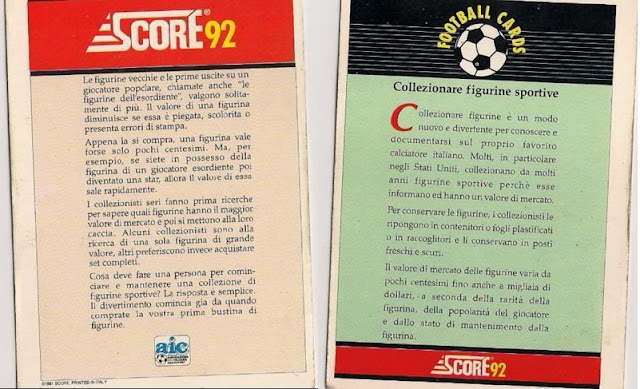 SCORE® 92
Le figurine vecchie e le prime uscite su un
giocatore popolare, chiamate anche "le
figurine dell'esordiente", valgono solita-
mente di più. Il valore di una figurina
diminuisce se essa è piegata, scolorita o
presenta errori di stampa.
Appena la si compra, una figurina vale
forse solo pochi centesimi. Ma, per
esempio, se siete in possesso della
figurina di un giocatore esordiente poi
diventato una star, allora il valore di essa
sale rapidamente.
I collezionisti seri fanno prima ricerche
per sapere quali figurine hanno il maggior
valore di mercato e poi si mettono alla loro
caccia. Alcuni collezionisti sono alla
ricerca di una sola figurina di grande
valore, altri preferiscono invece acquistare
set completi.
Cosa deve fare una persona per comin-
ciare e mantenere una collezione di
figurine sportive? La risposta è semplice.
Il divertimento comincia già da quando
comprate la vostra prima bustina di
figurine.
aic
©1991 SCORE, PRINTED IN ITALY
FOOTBALL CARDS
Collezionare figurine sportive
Collezionare figurine è un modo
nuovo e divertente per conoscere e
documentarsi sul proprio favorito
calciatore italiano. Molti, in particolare
negli Stati Uniti, collezionano da molti
anni figurine sportive perchè esse
informano ed hanno un valore di mercato.
Per conservare le figurine, i collezionisti le
ripongono in contenitori o fogli plastificati
o in raccoglitori e li conservano in posti
freschi e scuri.
Il valore di mercato delle figurine varia da
pochi centesimi fino anche a migliaia di
dollari, a seconda della rarità della
figurina, della popolarità del giocatore
e dallo stato di mantenimento dalla
figurina.
SCORE 92